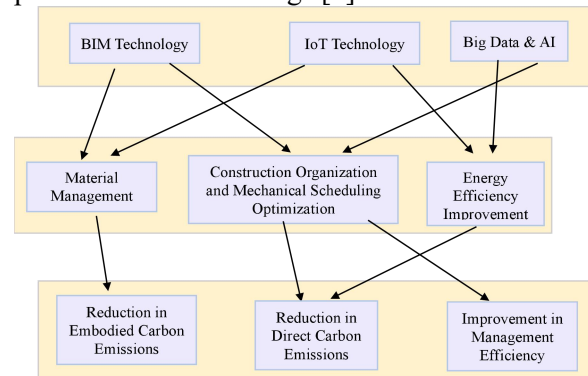 BIM Technology
IoT Technology
Big Data & AI
Material
Management
Construction Organization
and Mechanical Scheduling
Optimization
Energy
Efficiency
Improvement
Reduction in
Embodied Carbon
Emissions
Reduction in
Direct Carbon
Emissions
Improvement in
Management
Efficiency